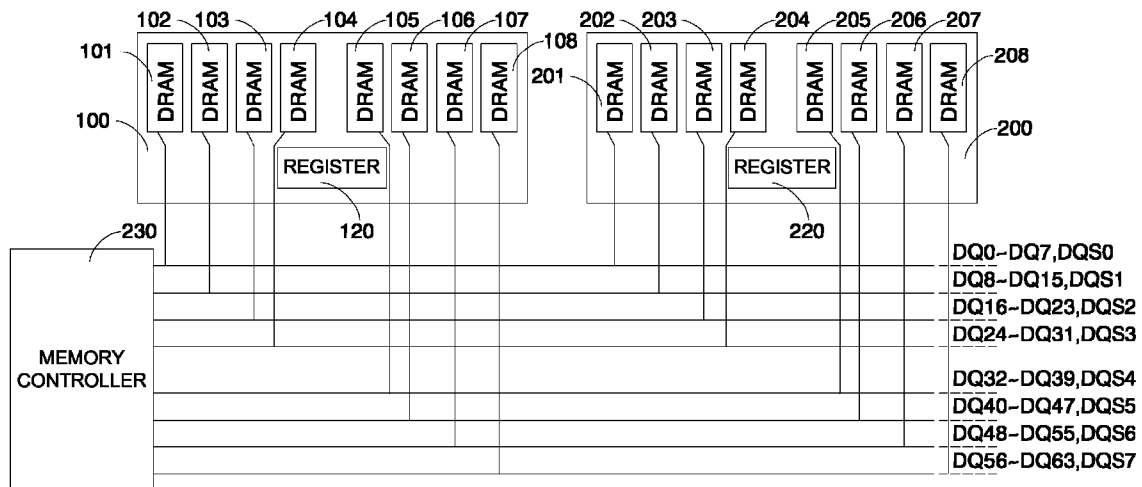 102 103 104 105 106 107 202 203 204 205 206 207
101 108 201 208
DRAM DRAM DRAM DRAM DRAM DRAM DRAM DRAM DRAM DRAM DRAM DRAM DRAM DRAM DRAM DRAM
100 200
REGISTER REGISTER
230 120 220
DQ0~DQ7,DQS0
DQ8~DQ15,DQS1
DQ16~DQ23,DQS2
DQ24~DQ31,DQS3
MEMORY
CONTROLLER
DQ32~DQ39,DQS4
DQ40~DQ47,DQS5
DQ48~DQ55,DQS6
DQ56~DQ63,DQS7